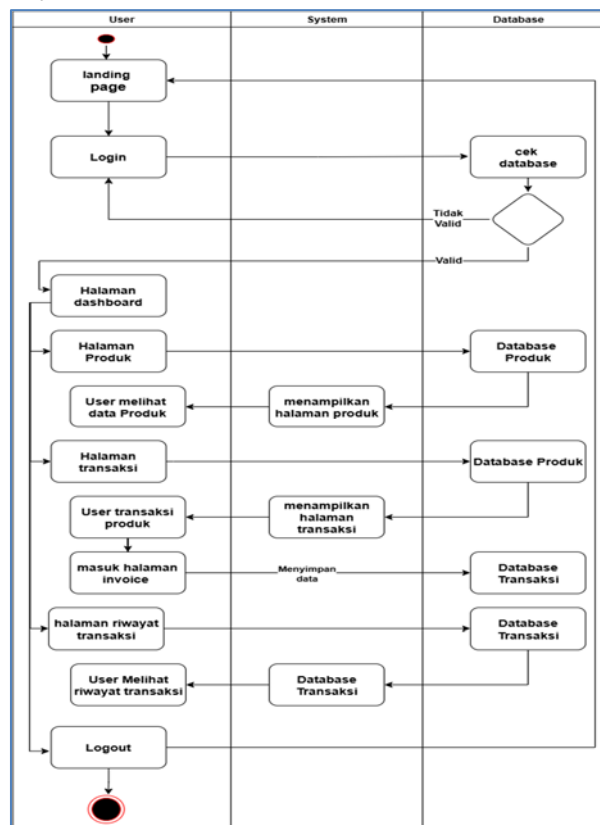 User
System
Database
landing
page
Login
cek
database
Tidak
Valid
Valid
Halaman
dashboard
Halaman
Produk
Database
Produk
User melihat
data Produk
menampilkan
halaman produk
Halaman
transaksi
Database Produk
User transaksi
produk
menampilkan
halaman
transaksi
masuk halaman
invoice
Menyimpan
data
Database
Transaksi
halaman riwayat
transaksi
Database
Transaksi
User Melihat
riwayat transaksi
Database
Transaksi
Logout